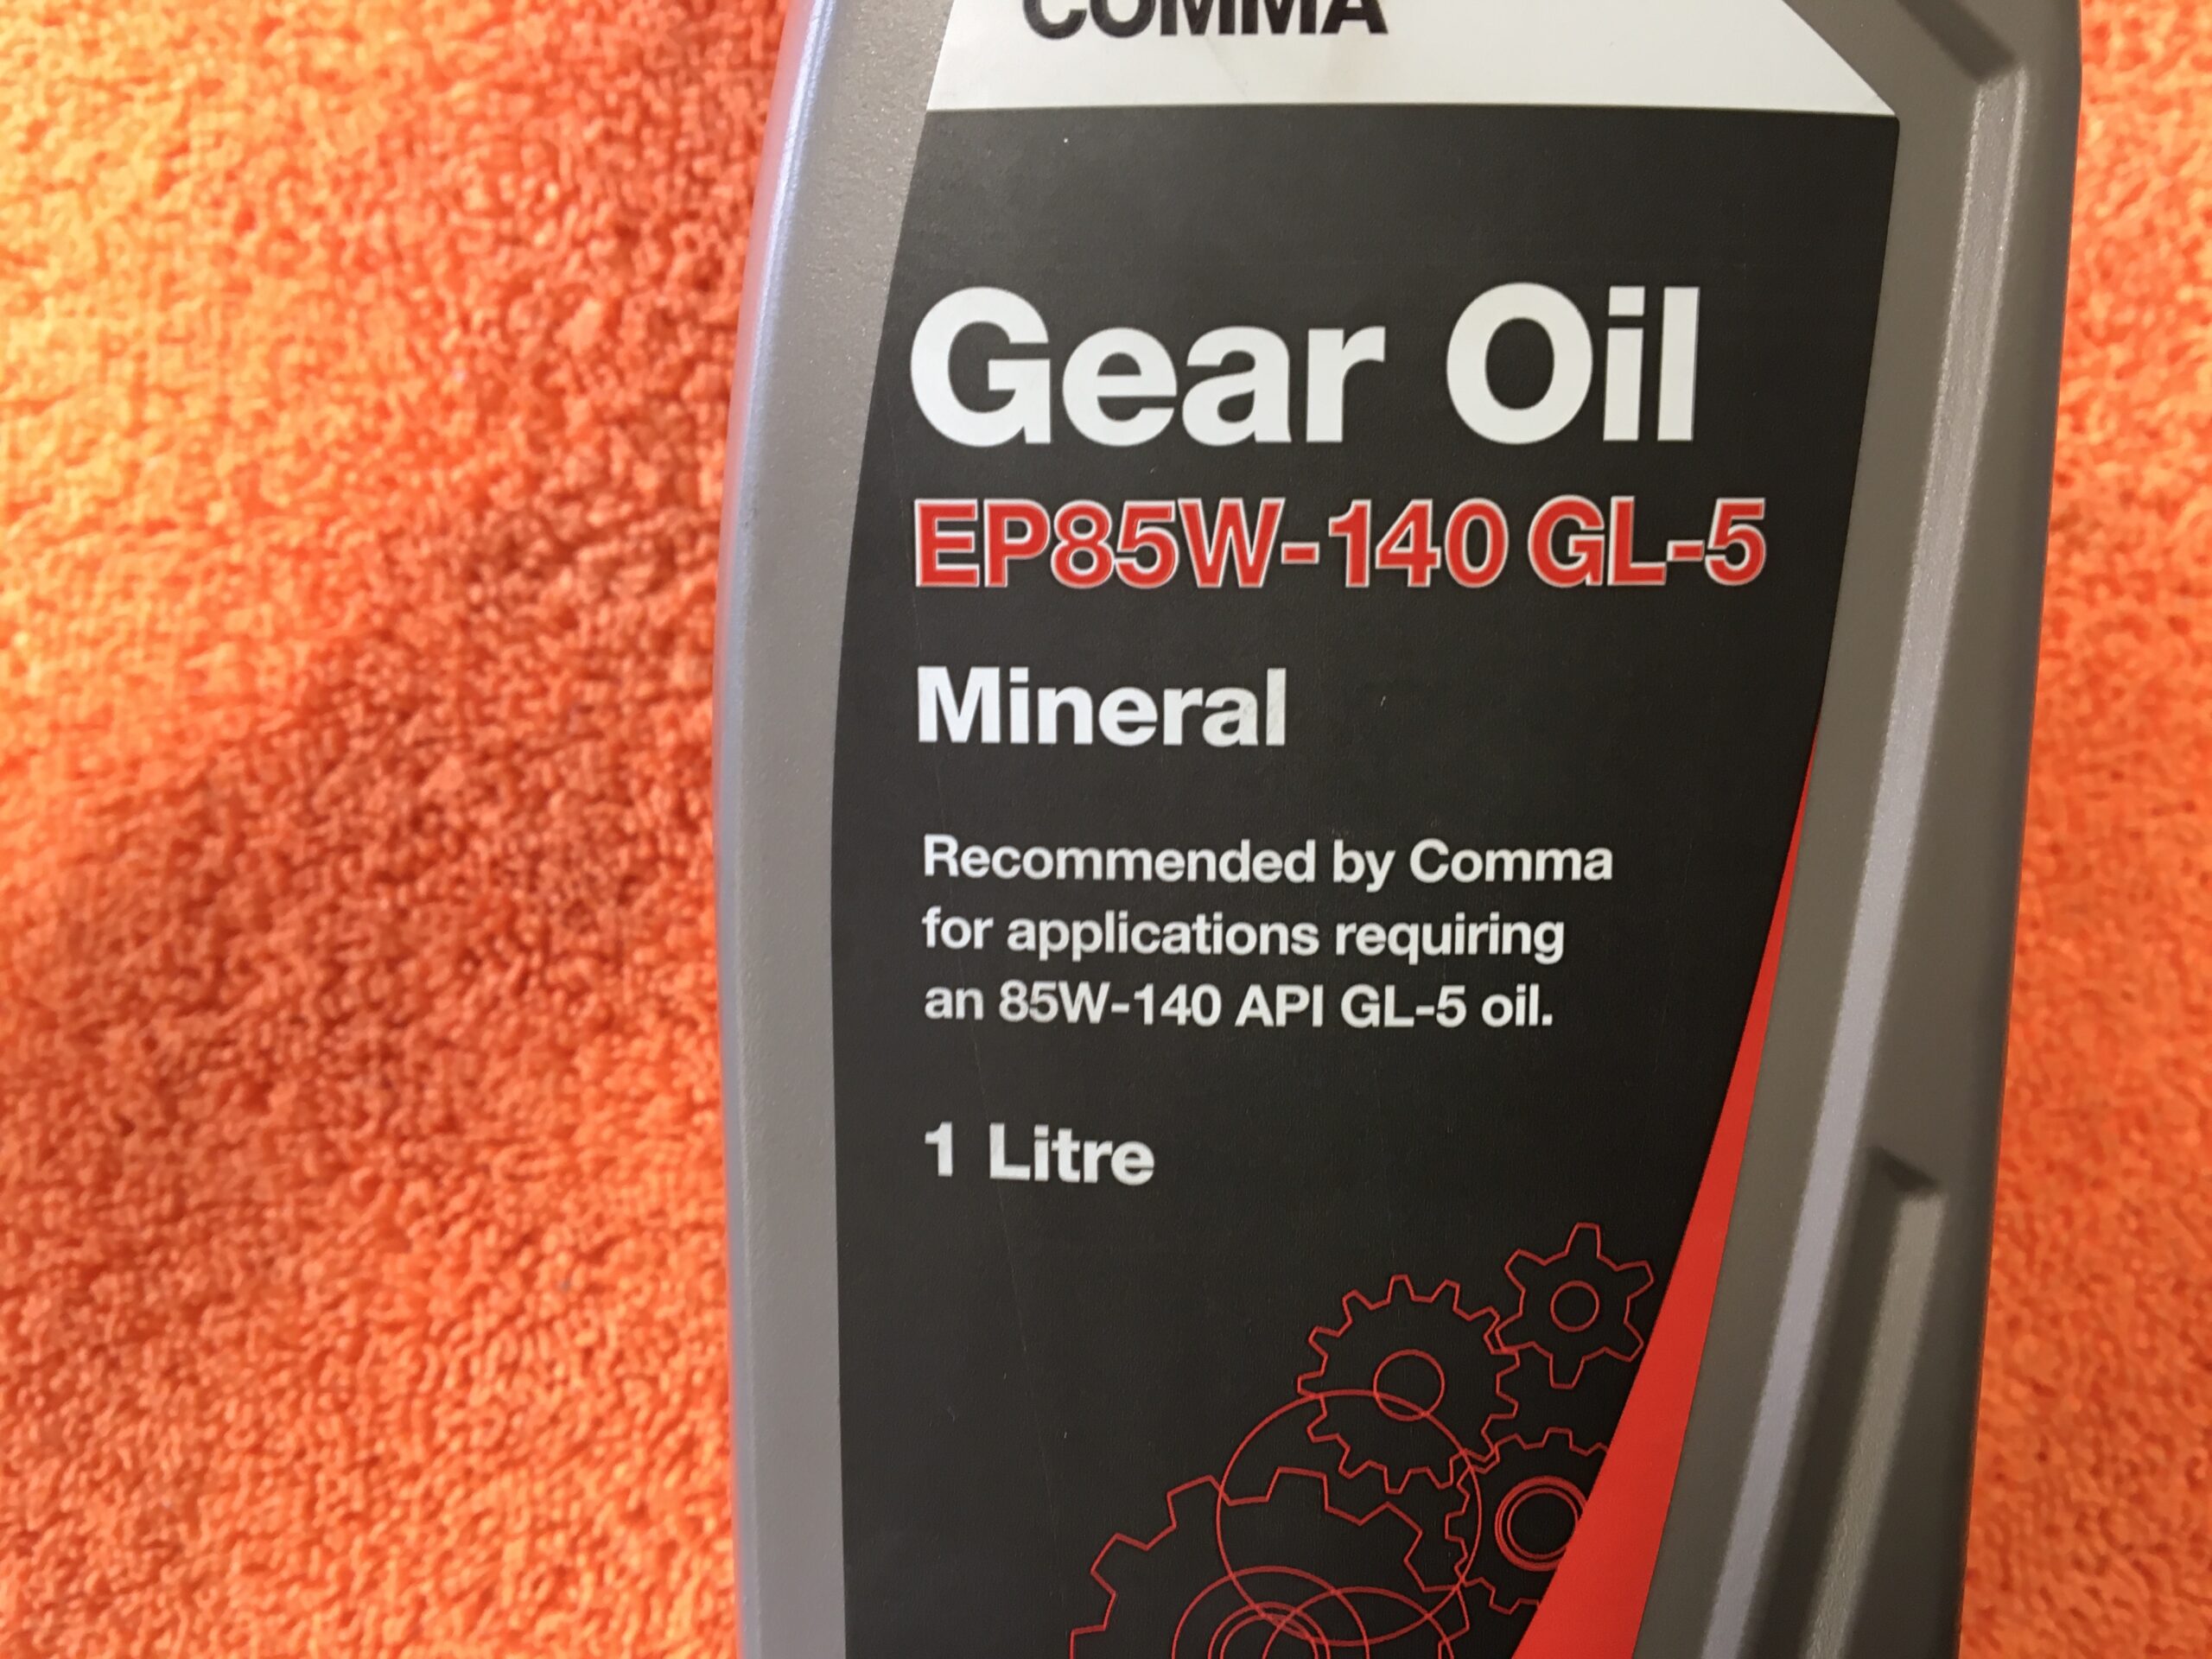 COMMA
Gear Oil
EP85W-140 GL-5
Mineral
Recommended by Comma
for applications requiring
an 85W-140 API GL-5 oil.
1 Litre